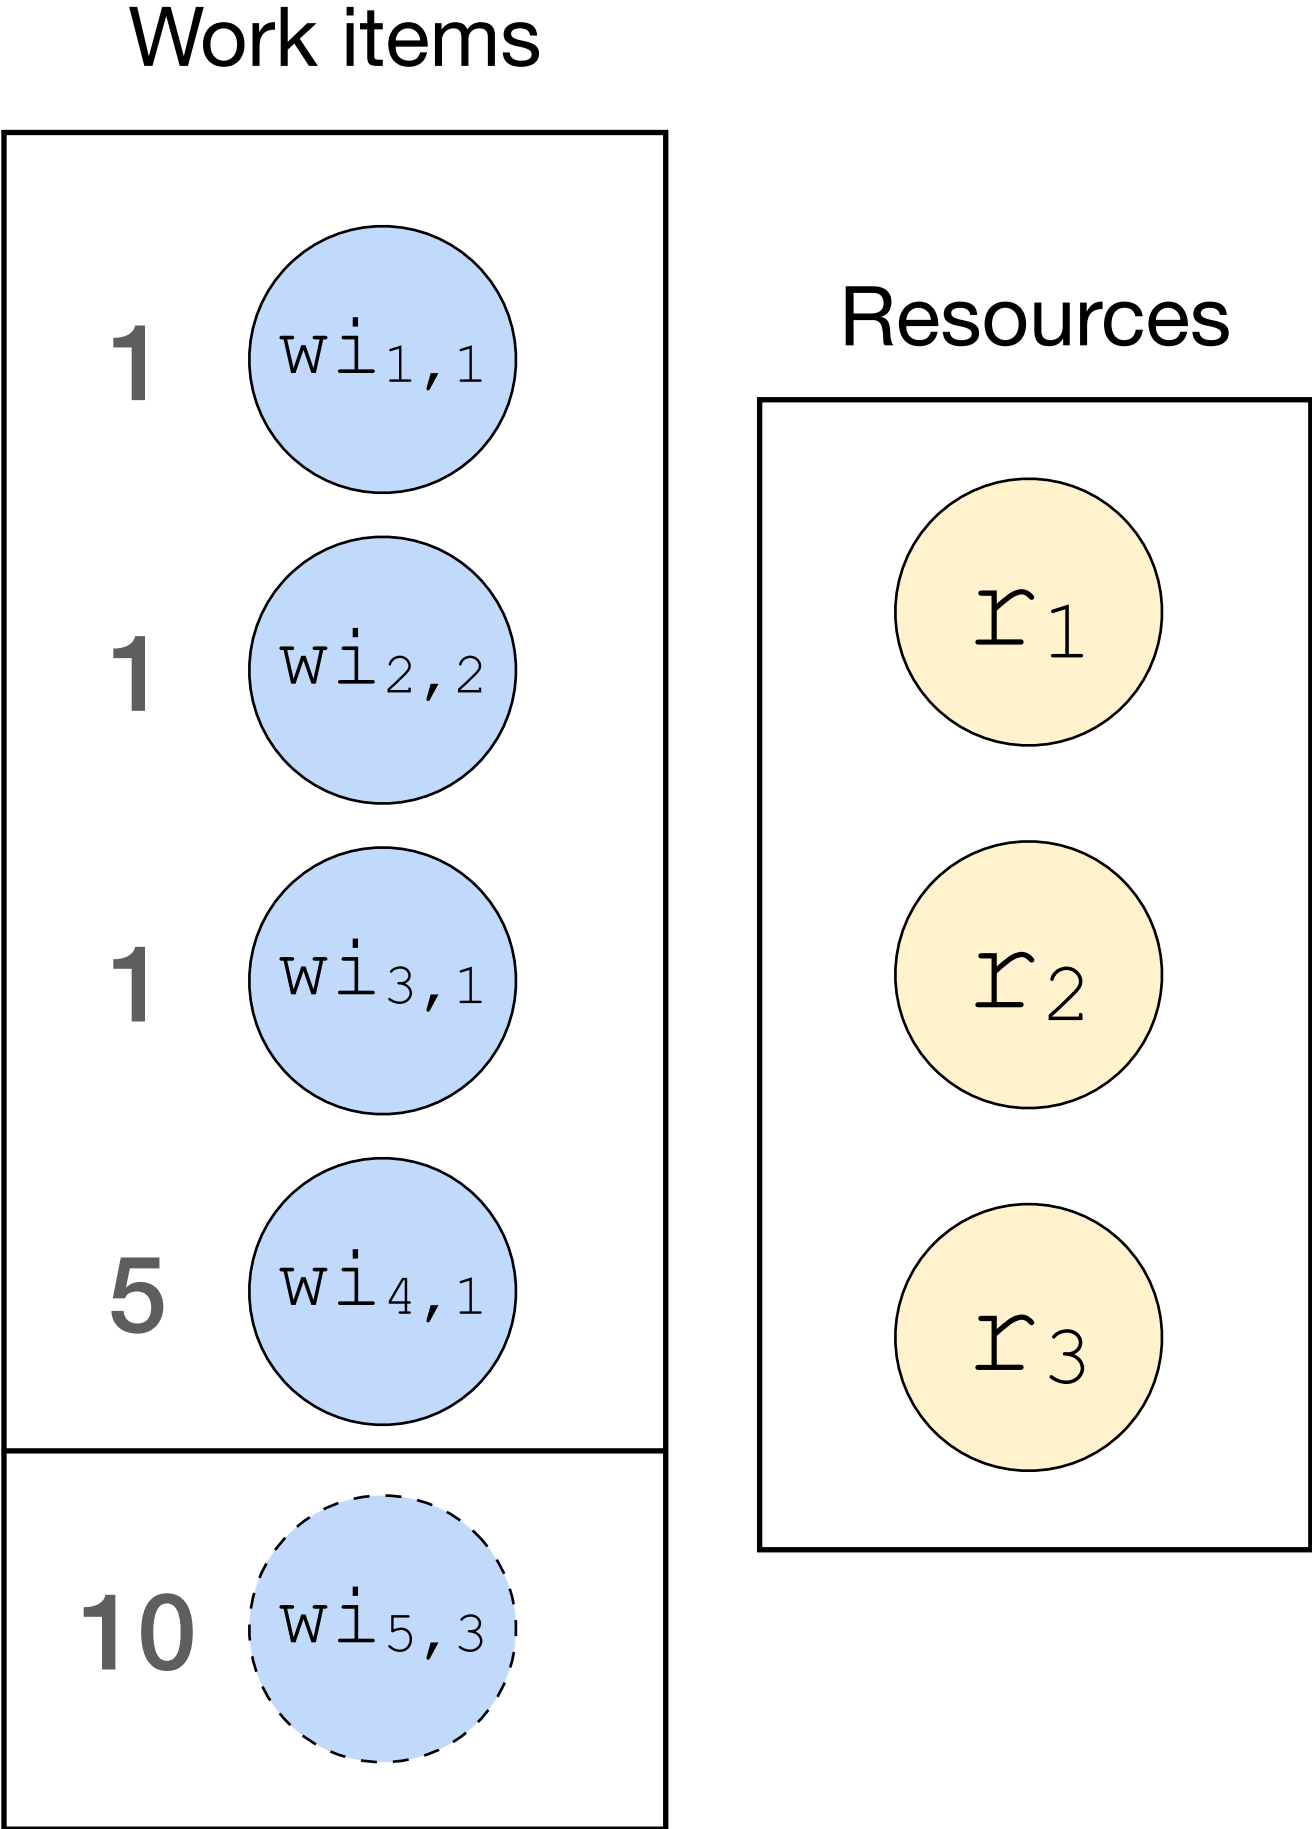 Work items
1 wi1,1
1 wi2,2
1 wi3,1
5 wi4,1
10 wi5,3
Resources
r1
r2
r3